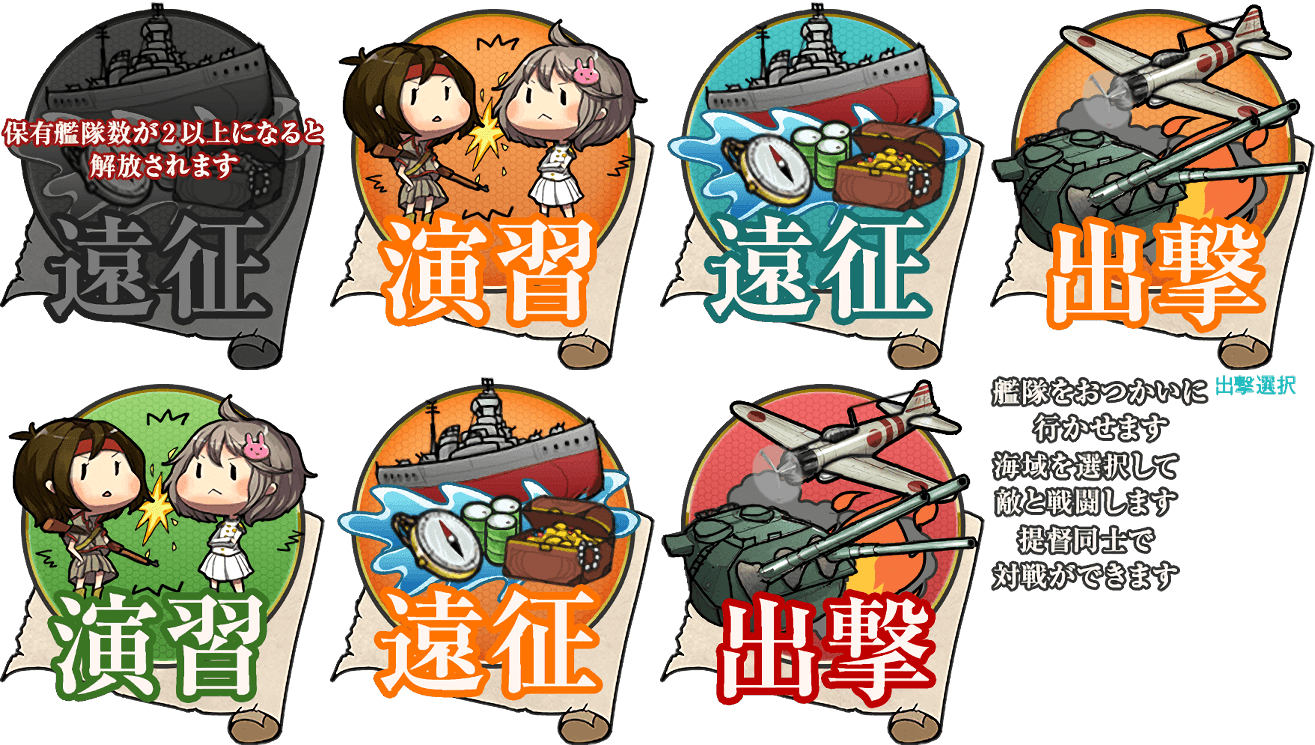 保有艦隊数が2以上になると
解放されます
遠征
演習
遠征
出撃
演習
遠征
出撃
艦隊をおつかいに
行かせます
海域を選択して
敵と戦闘します
提督同士で
対戦ができます
出撃選択